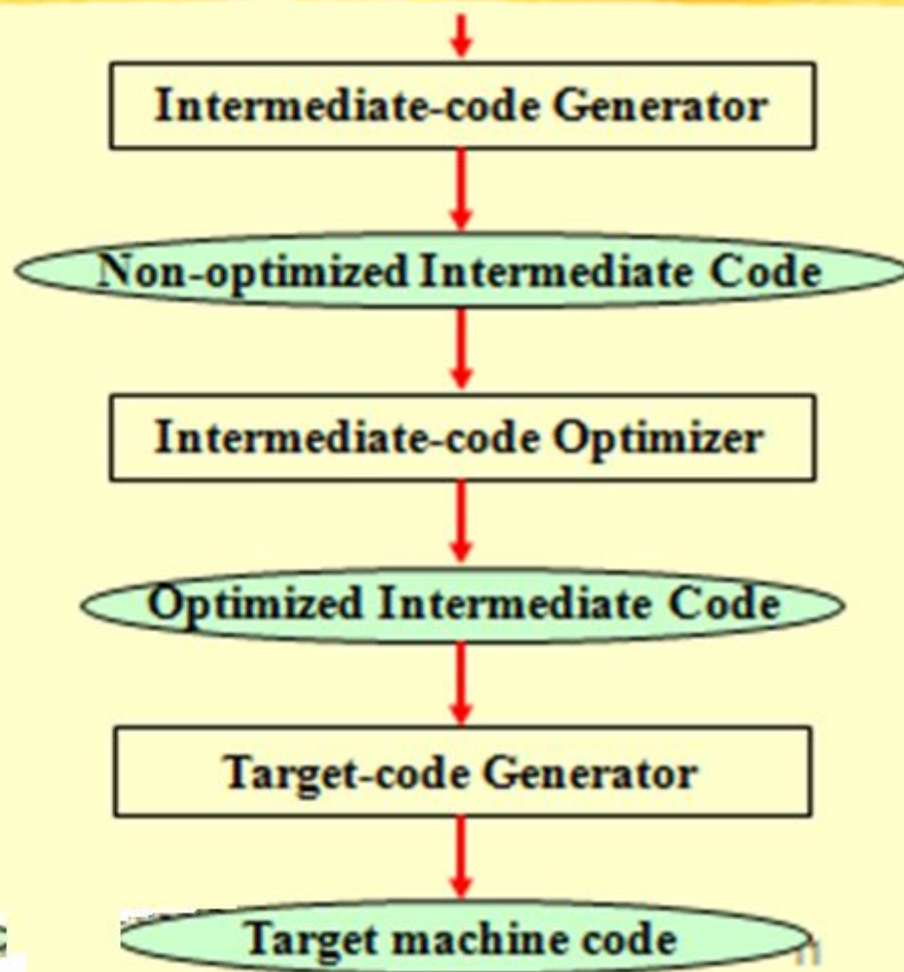 Intermediate-code Generator
Non-optimized Intermediate Code
Intermediate-code Optimizer
Optimized Intermediate Code
Target-code Generator
Target machine code